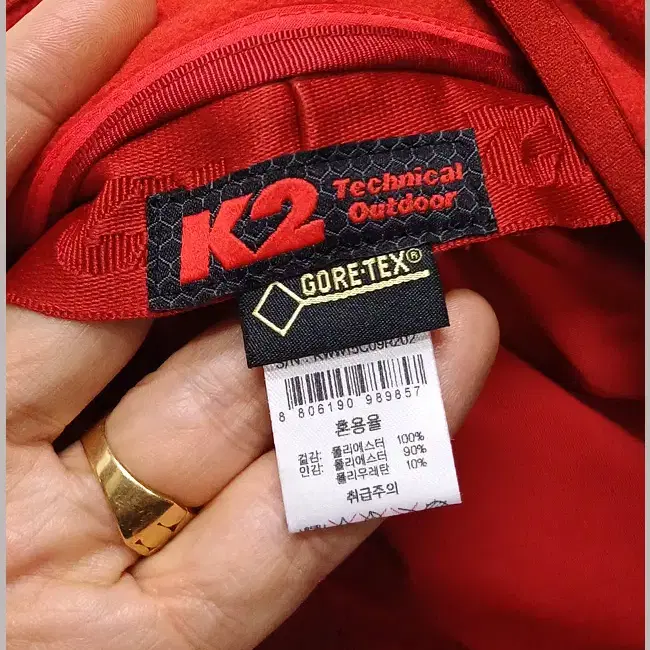 K2 Technical
Outdoor
GORE-TEX®
8 806190 989857
혼용율
겉감: 폴리에스터 100%
인감: 폴리에스터 90%
폴리우레탄 10%
취급주의